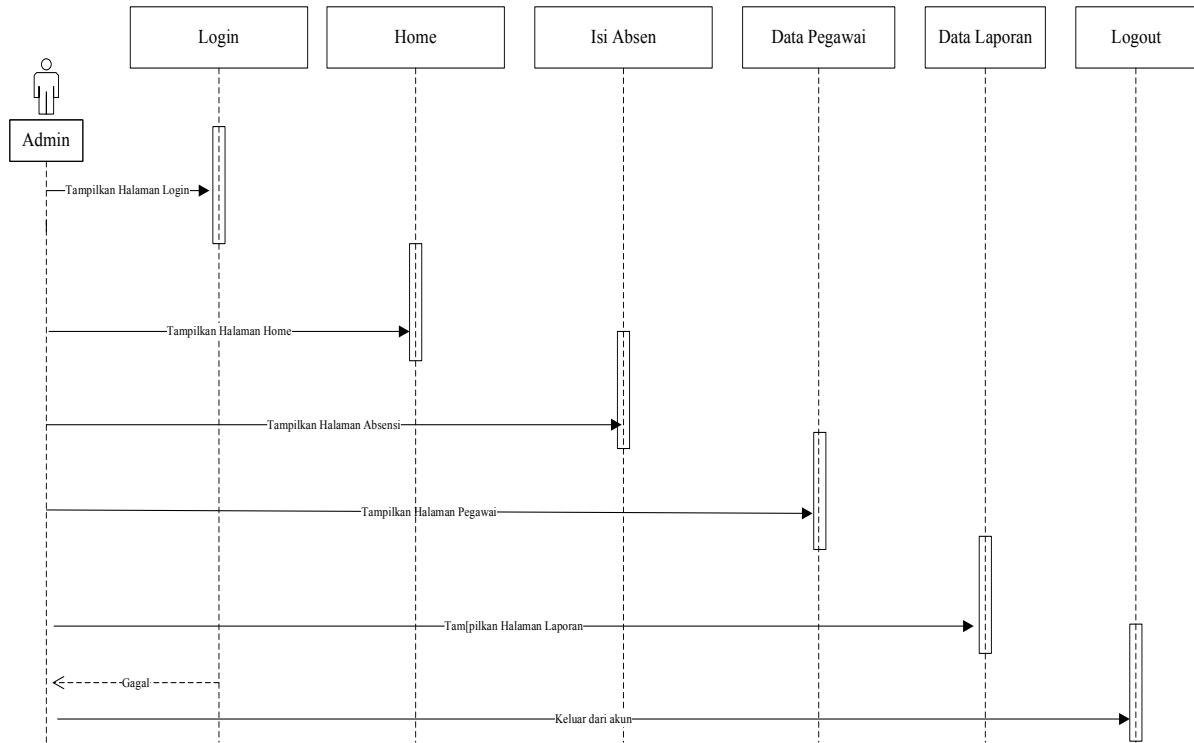 Login
Home
Isi Absen
Data Pegawai
Data Laporan
Logout
Admin
Tampilkan Halaman Login
Tampilkan Halaman Home
Tampilkan Halaman Absensi
Tampilkan Halaman Pegawai
Tam[pilkan Halaman Laporan
Gagal
Keluar dari akun